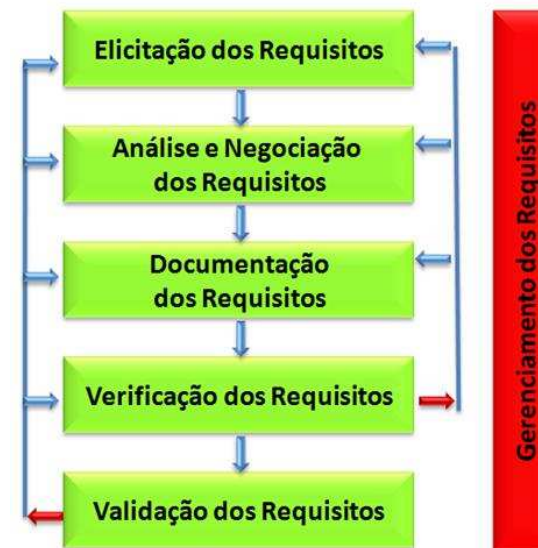 Elicitação dos Requisitos
Análise e Negociação
dos Requisitos
Documentação
dos Requisitos
Verificação dos Requisitos
Validação dos Requisitos
Gerenciamento dos Requisitos